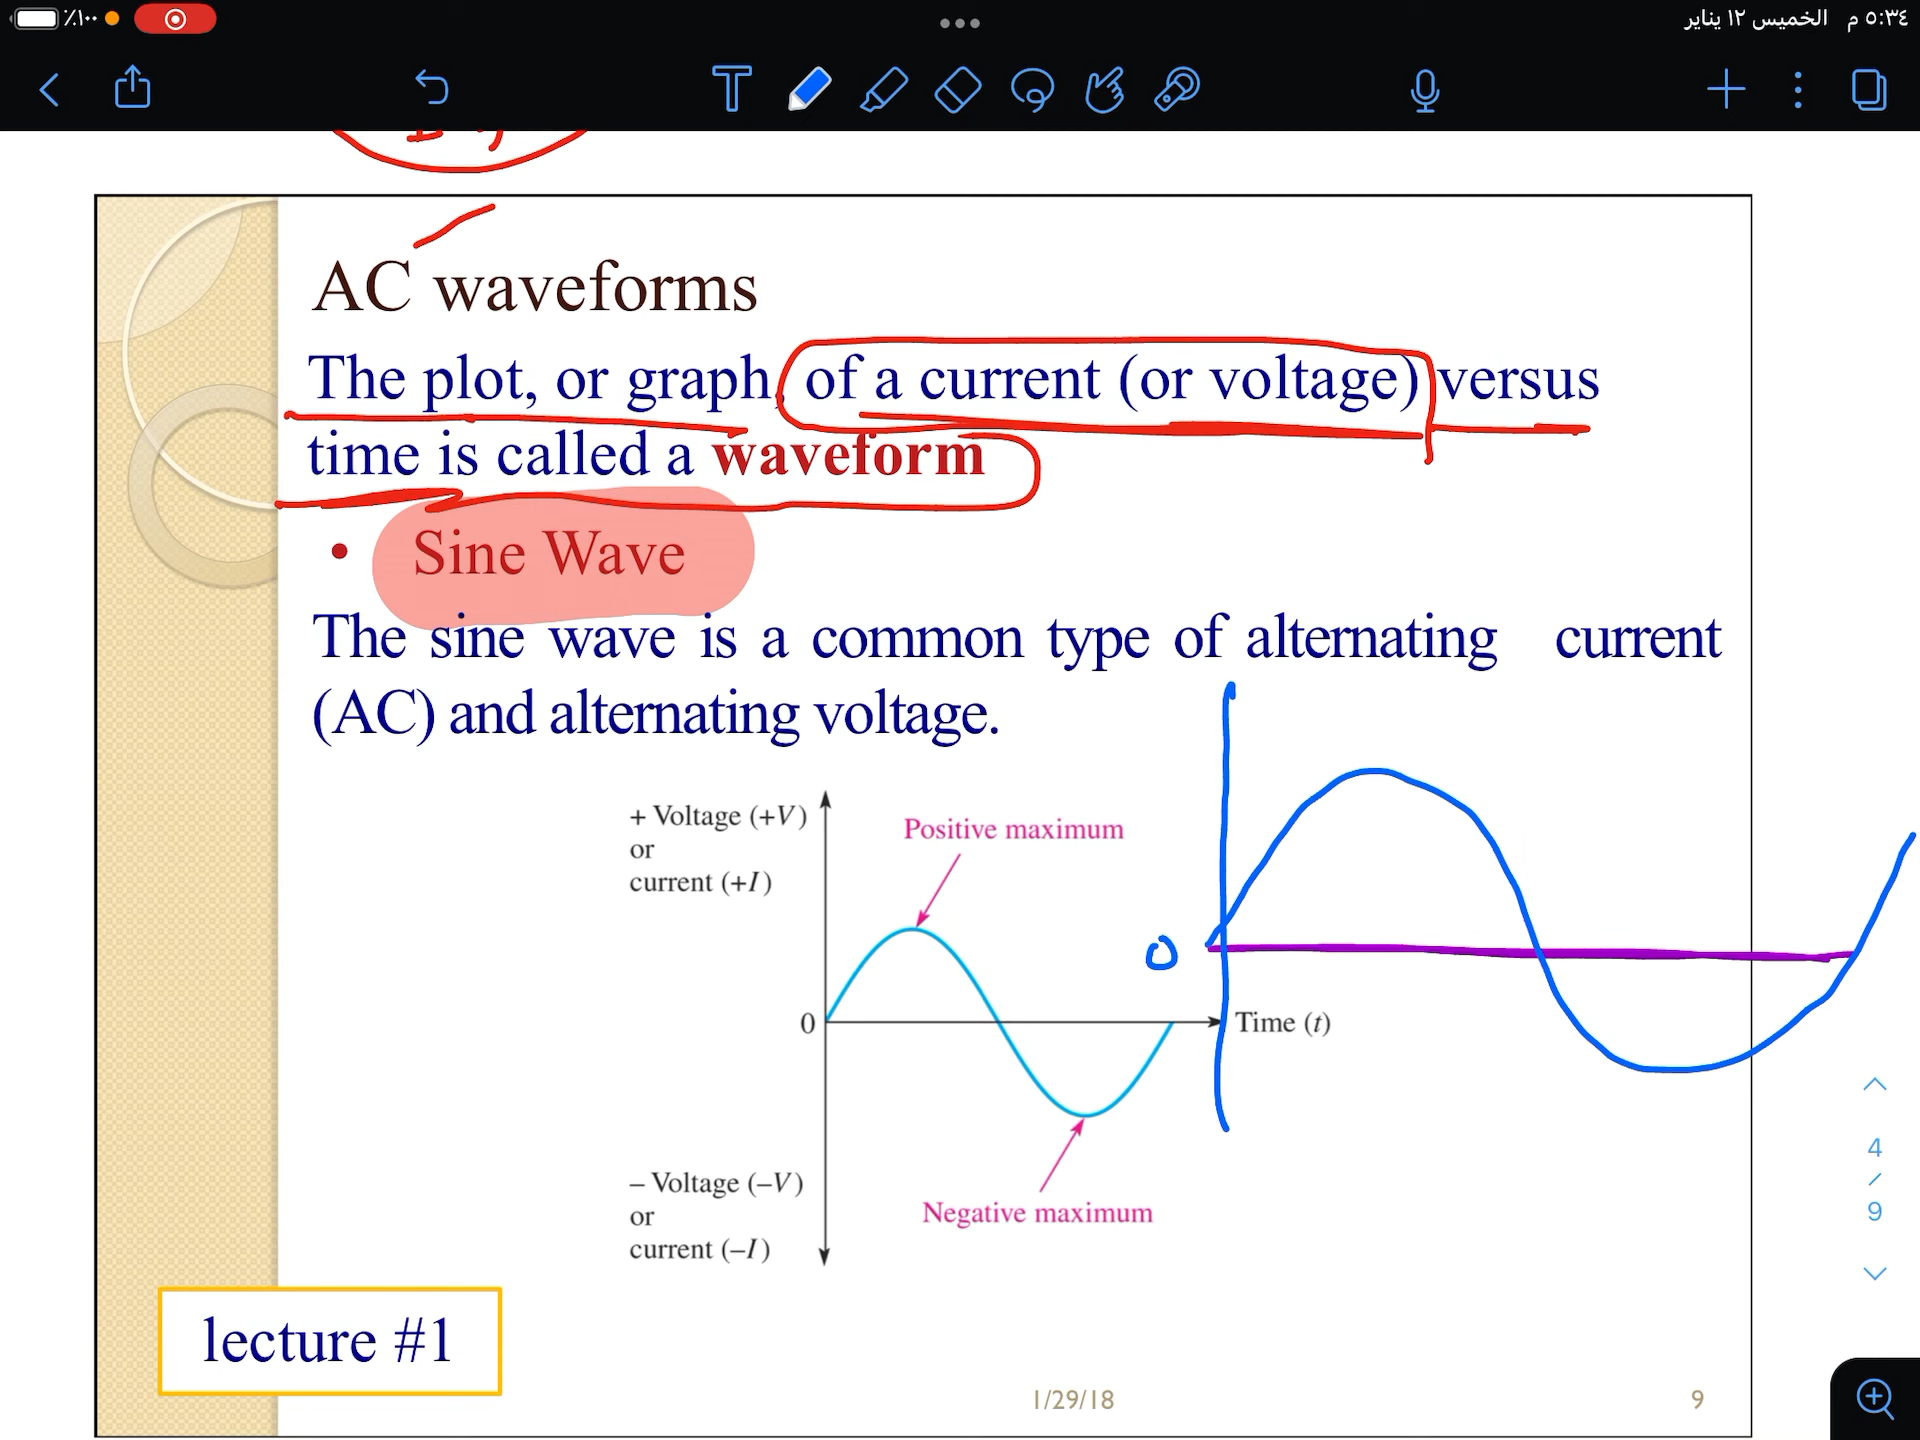 ٪١٠٠
٥:٣٤ م الخميس ١٢ يناير
AC waveforms
The plot, or graph, of a current (or voltage) versus
time is called a waveform
• Sine Wave
The sine wave is a common type of alternating current
(AC) and alternating voltage.
+ Voltage (+V)
or
current (+I)
Positive maximum
0
0
Time (t)
– Voltage (–V)
or
current (–I)
Negative maximum
4
/
9
lecture #1
1/29/18
9